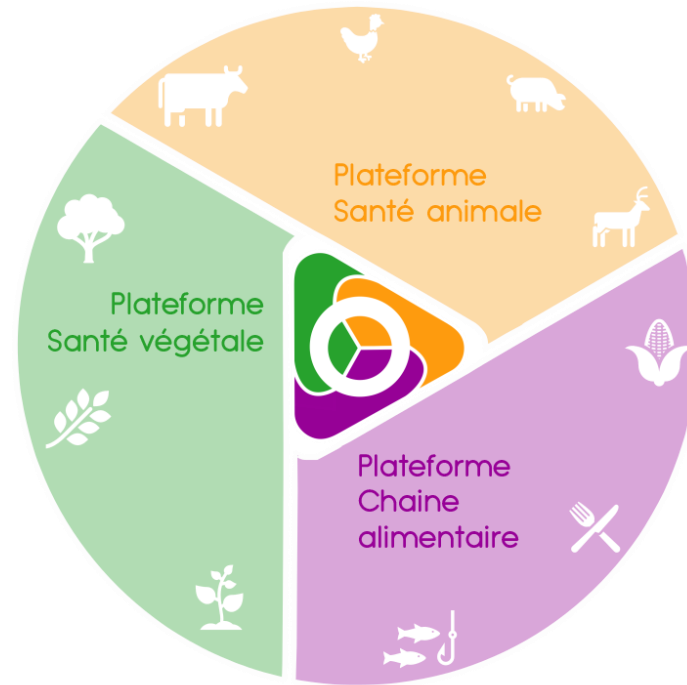 Plateforme
Santé animale
Plateforme
Santé végétale
Plateforme
Chaine
alimentaire